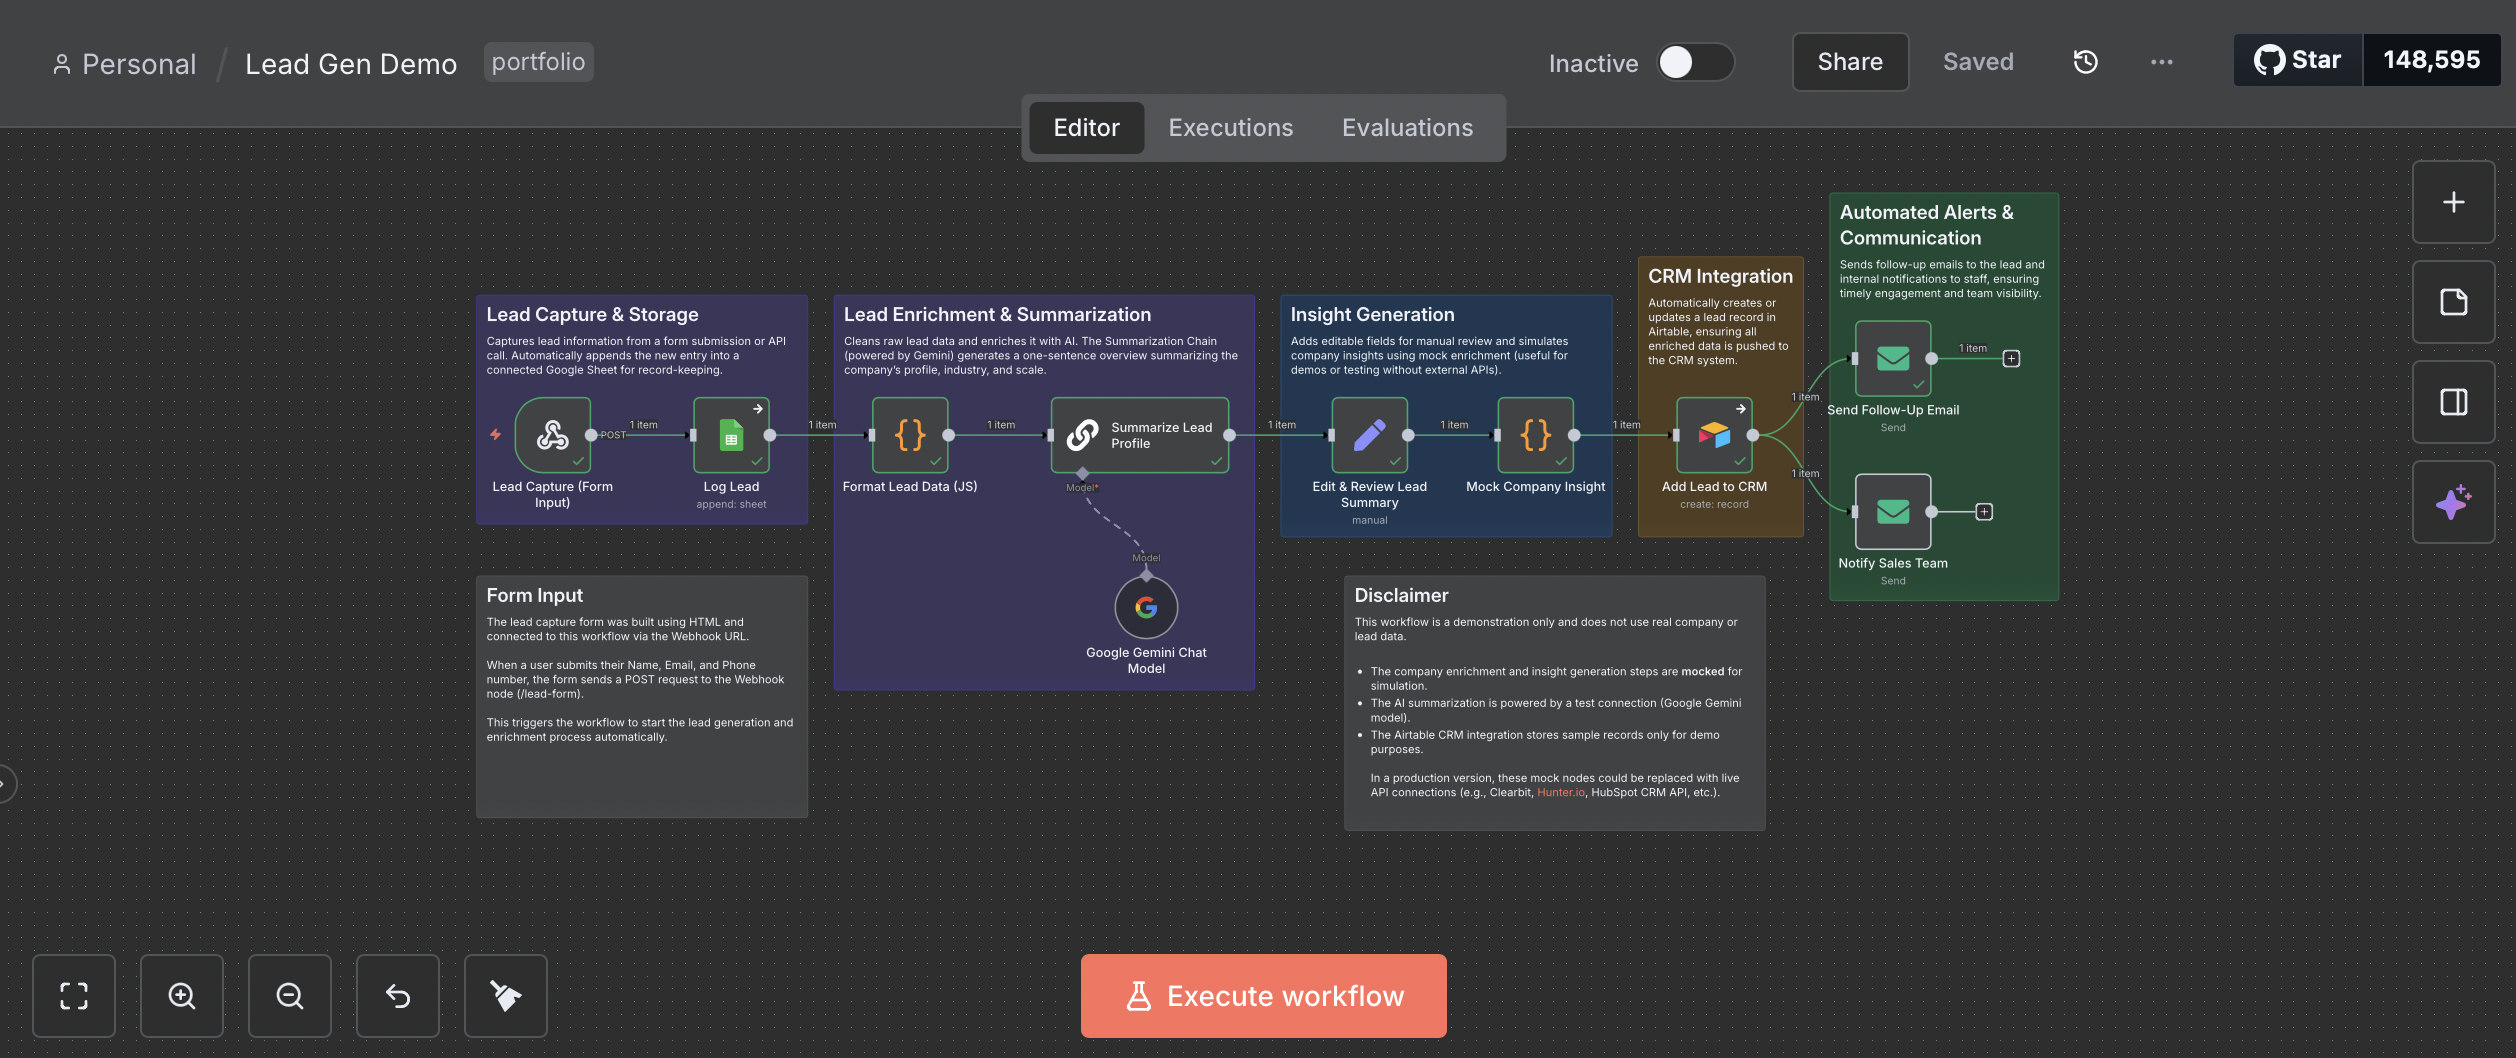 Personal / Lead Gen Demo portfolio
Inactive
Share
Saved
Star 148,595
Editor Executions Evaluations
Lead Capture & Storage
Captures lead information from a form submission or API
call. Automatically appends the new entry into a
connected Google Sheet for record-keeping.
POST
1 item
Lead Capture (Form
Input)
Log Lead
append: sheet
1 item
Lead Enrichment & Summarization
Cleans raw lead data and enriches it with AI. The Summarization Chain
(powered by Gemini) generates a one-sentence overview summarizing the
company's profile, industry, and scale.
Format Lead Data (JS)
1 item
Summarize Lead
Profile
Model*
Model
Google Gemini Chat
Model
1 item
Insight Generation
Adds editable fields for manual review and simulates
company insights using mock enrichment (useful for
demos or testing without external APIs).
Edit & Review Lead
Summary
manual
1 item
Mock Company Insight
1 item
CRM Integration
Automatically creates or
updates a lead record in
Airtable, ensuring all
enriched data is pushed to
the CRM system.
Add Lead to CRM
create: record
1 item
1 item
Automated Alerts &
Communication
Sends follow-up emails to the lead and
internal notifications to staff, ensuring
timely engagement and team visibility.
1 item
Send Follow-Up Email
Send
Notify Sales Team
Send
Form Input
The lead capture form was built using HTML and
connected to this workflow via the Webhook URL.
When a user submits their Name, Email, and Phone
number, the form sends a POST request to the Webhook
node (/lead-form).
This triggers the workflow to start the lead generation and
enrichment process automatically.
Disclaimer
This workflow is a demonstration only and does not use real company or
lead data.
• The company enrichment and insight generation steps are mocked for
simulation.
• The AI summarization is powered by a test connection (Google Gemini
model).
• The Airtable CRM integration stores sample records only for demo
purposes.
In a production version, these mock nodes could be replaced with live
API connections (e.g., Clearbit, Hunter.io, HubSpot CRM API, etc.).
Execute workflow